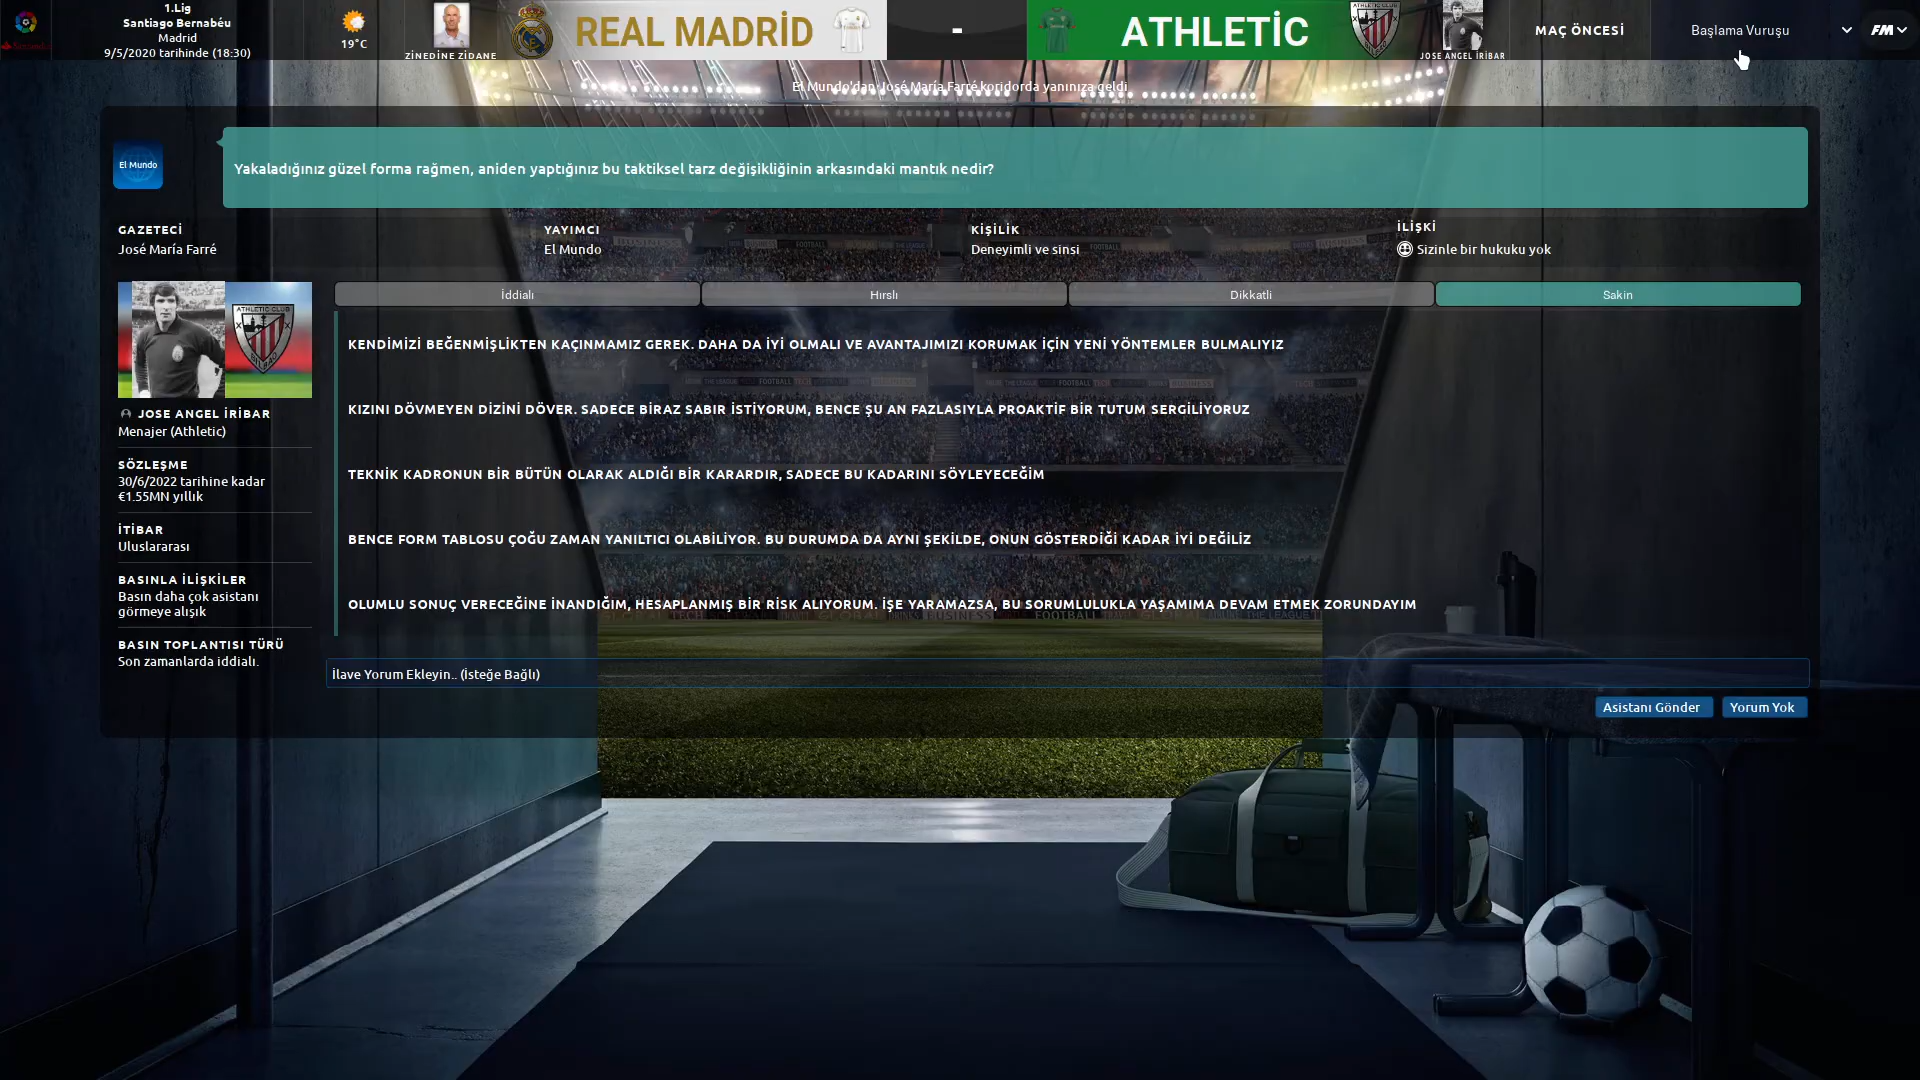 1.Lig
Santiago Bernabéu
Madrid
9/5/2020 tarihinde (18:30)
19°C
ZİNEDİNE ZİDANE
REAL MADRİD
-
ATHLETİC
JOSE ANGEL İRİBAR
MAÇ ÖNCESİ
Başlama Vuruşu
FM
El Mundo'dan José María Farré koridorda yanınıza geldi
El Mundo
Yakaladığınız güzel forma rağmen, aniden yaptığınız bu taktiksel tarz değişikliğinin arkasındaki mantık nedir?
GAZETECİ
José María Farré
YAYIMCI
El Mundo
KİŞİLİK
Deneyimli ve sinsi
İLİŞKİ
Sizinle bir hukuku yok
İddialı
Hırslı
Dikkatli
Sakin
KENDİMİZİ BEĞENMİŞLİKTEN KAÇINMAMIZ GEREK. DAHA DA İYİ OLMALI VE AVANTAJIMIZI KORUMAK İÇİN YENİ YÖNTEMLER BULMALIYIZ
KIZINI DÖVMEYEN DİZİNİ DÖVER. SADECE BİRAZ SABIR İSTİYORUM, BENCE ŞU AN FAZLASIYLA PROAKTİF BİR TUTUM SERGİLİYORUZ
TEKNİK KADRONUN BİR BÜTÜN OLARAK ALDIĞI BİR KARARDIR, SADECE BU KADARINI SÖYLEYECEĞİM
BENCE FORM TABLOSU ÇOĞU ZAMAN YANILTICI OLABİLİYOR. BU DURUMDA DA AYNI ŞEKİLDE, ONUN GÖSTERDİĞİ KADAR İYİ DEĞİLİZ
OLUMLU SONUÇ VERECEĞİNE İNANDIĞIM, HESAPLANMIŞ BİR RİSK ALIYORUM. İŞE YARAMAZSA, BU SORUMLULUKLA YAŞAMIMA DEVAM ETMEK ZORUNDAYIM
JOSE ANGEL İRİBAR
Menajer (Athletic)
SÖZLEŞME
30/6/2022 tarihine kadar
€1.55MN yıllık
İTİBAR
Uluslararası
BASINLA İLİŞKİLER
Basın daha çok asistanı
görmeye alışık
BASIN TOPLANTISI TÜRÜ
Son zamanlarda iddialı.
İlave Yorum Ekleyin.. (İsteğe Bağlı)
Asistanı Gönder
Yorum Yok